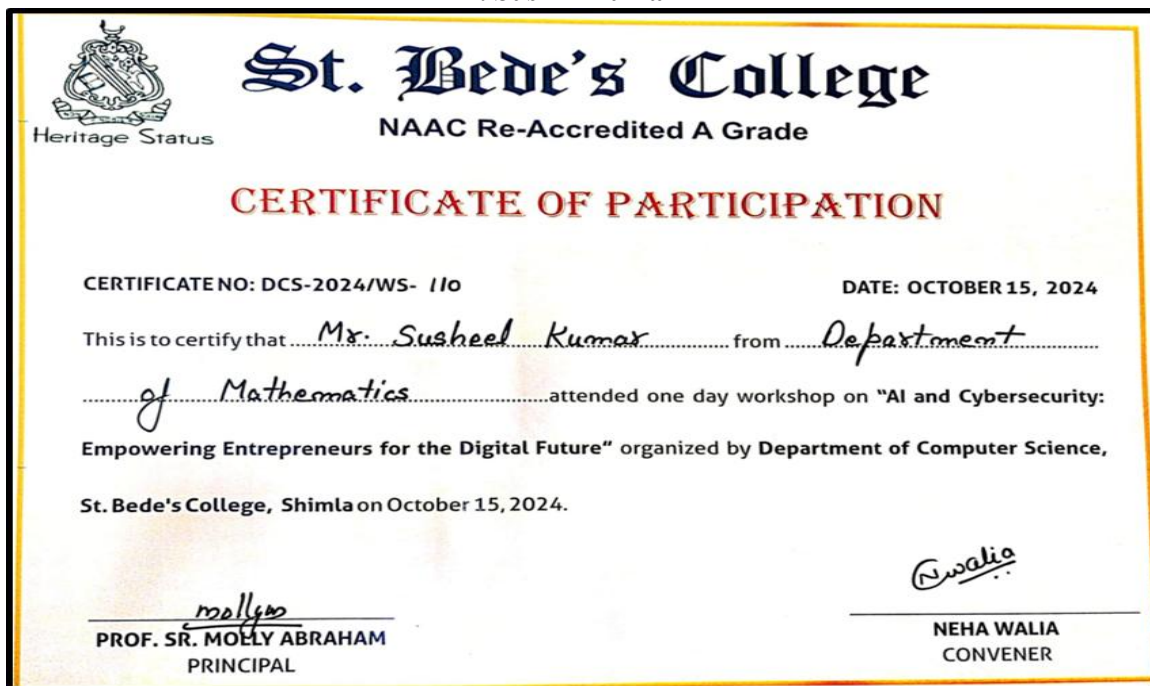 St. Bede's College
Heritage Status
NAAC Re-Accredited A Grade
CERTIFICATE OF PARTICIPATION
CERTIFICATE NO: DCS-2024/WS- 110
DATE: OCTOBER 15, 2024
This is to certify that Mr. Susheel Kumar from Department
of Mathematics attended one day workshop on "AI and Cybersecurity:
Empowering Entrepreneurs for the Digital Future" organized by Department of Computer Science,
St. Bede's College, Shimla on October 15, 2024.
Nwalia
PROF. SR. MOLLY ABRAHAM
PRINCIPAL
NEHA WALIA
CONVENER